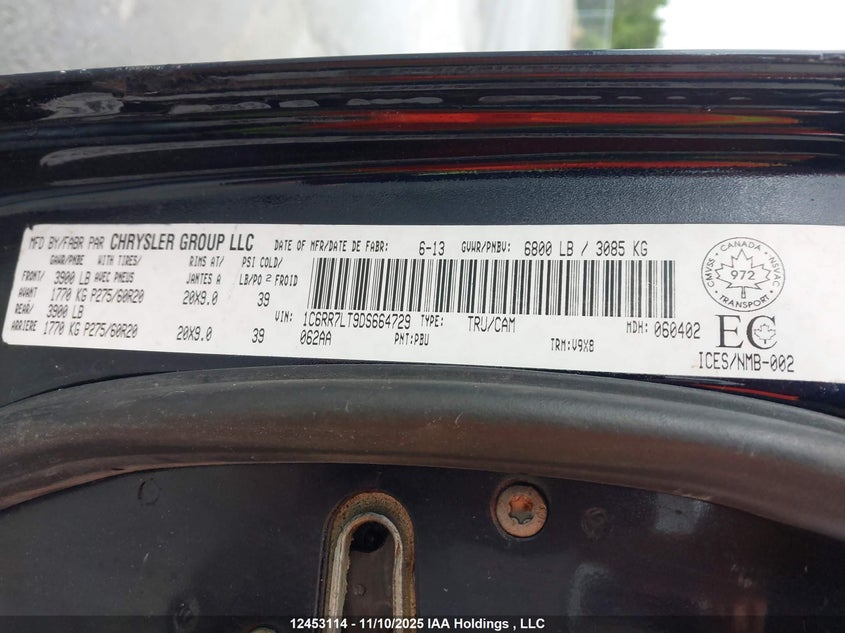 MFD BY/FABR PAR CHRYSLER GROUP LLC DATE OF MFR/DATE DE FABR: 6-13 GVWR/PNBV: 6800 LB / 3085 KG
GAWR/PNBE WITH TIRES/ RIMS AT/ PSI COLD/
FRONT/ 3900 LB AVEC PNEUS JANTES A LB/PO 2 FROID
AVANT 1770 KG P275/60R20 20X9.0 39
REAR/ 3900 LB
ARRIERE 1770 KG P275/60R20 20X9.0 39
VIN: 1C6RR7LT9DS664729 TYPE: TRU/CAM MDH: 060402
062AA PNT:PBU TRM:V9X8
CANADA
CMVSS 972 NSVAC
TRANSPORT
EC
ICES/NMB-002
12453114 - 11/10/2025 IAA Holdings , LLC